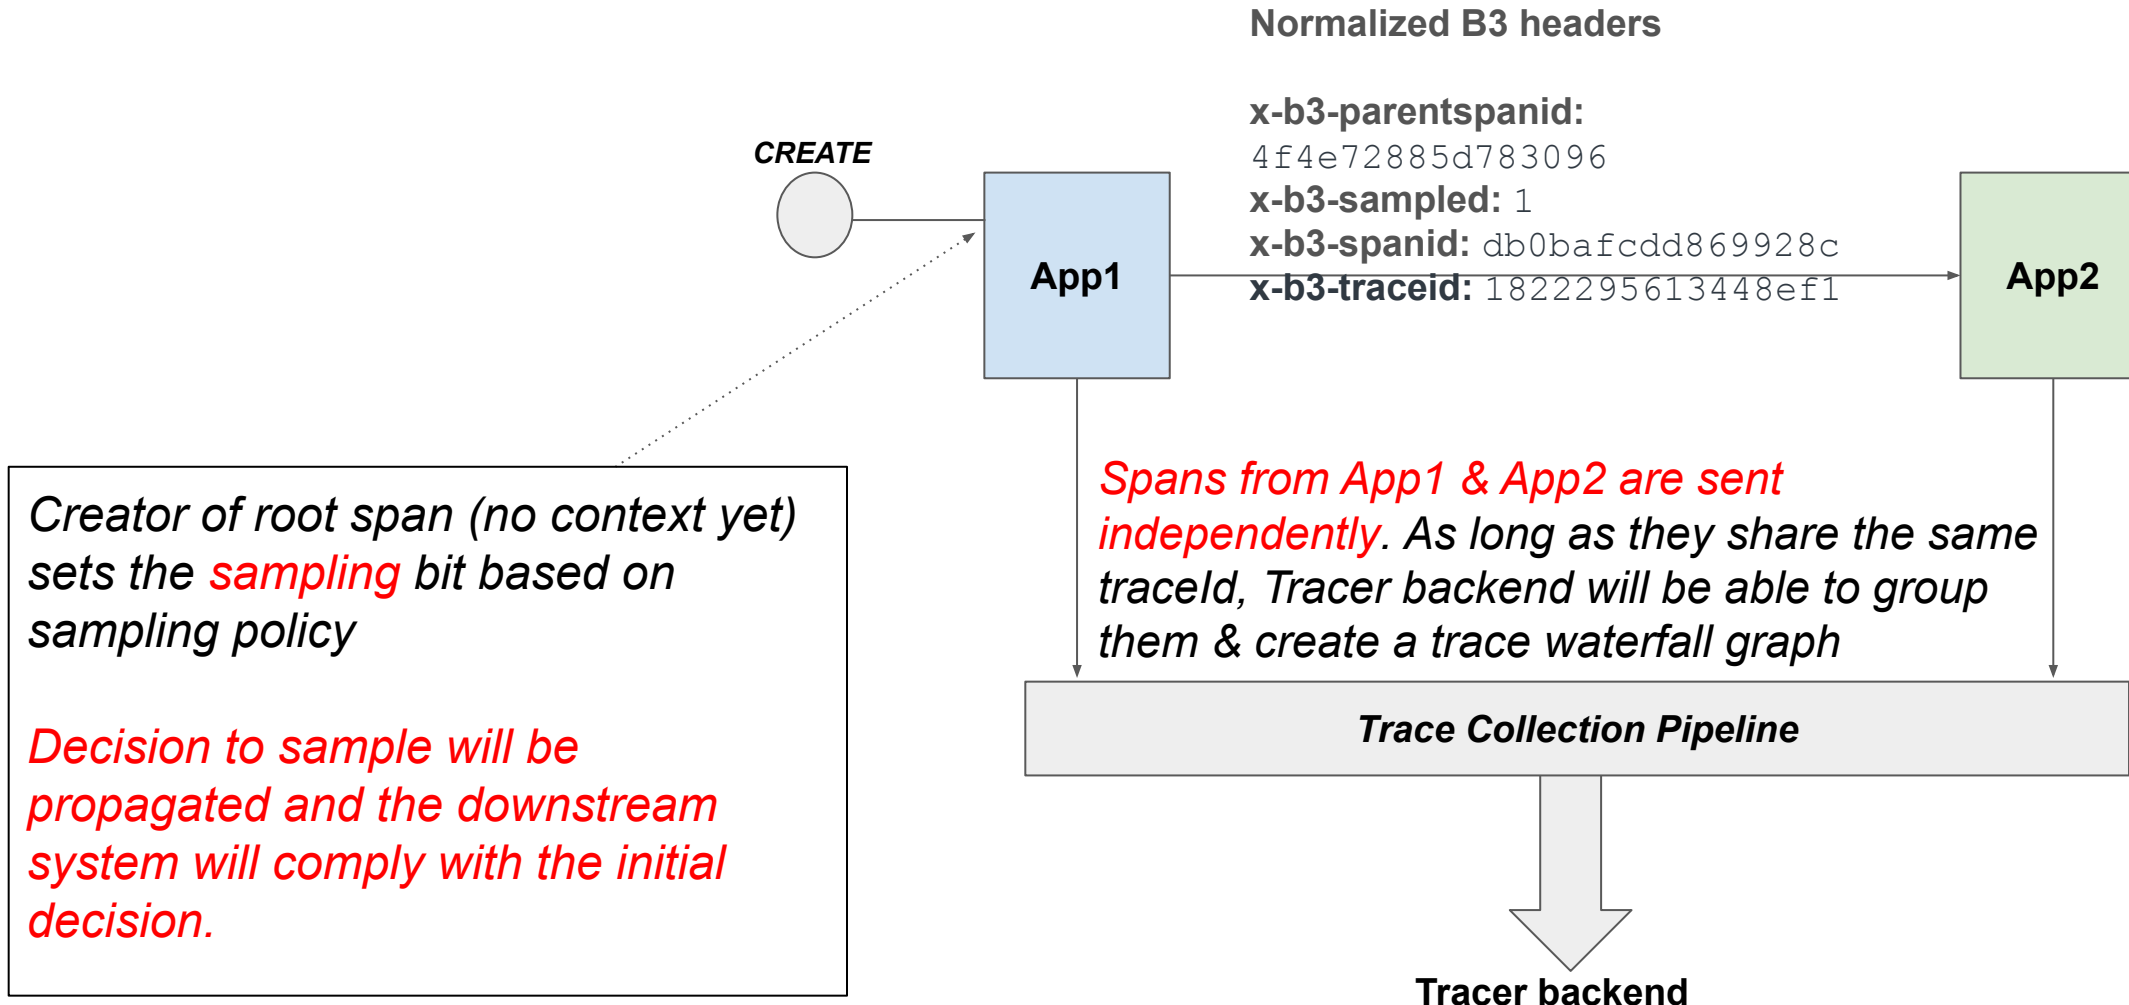 Normalized B3 headers
x-b3-parentspanid:
4f4e72885d783096
x-b3-sampled: 1
x-b3-spanid: db0bafcdd869928c
x-b3-traceid: 1822295613448ef1
CREATE
App1
App2
Creator of root span (no context yet)
sets the sampling bit based on
sampling policy
Decision to sample will be
propagated and the downstream
system will comply with the initial
decision.
Spans from App1 & App2 are sent
independently. As long as they share the same
traceId, Tracer backend will be able to group
them & create a trace waterfall graph
Trace Collection Pipeline
Tracer backend